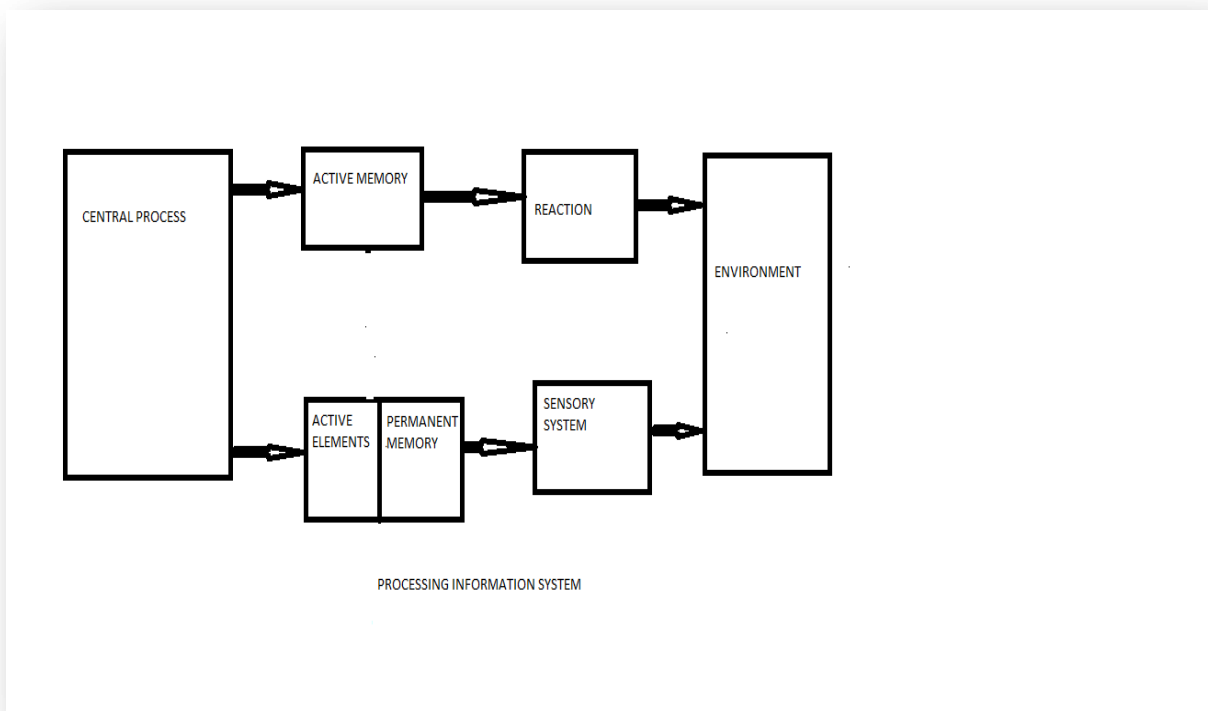 CENTRAL PROCESS
ACTIVE MEMORY
REACTION
ENVIRONMENT
ACTIVE
ELEMENTS
PERMANENT
MEMORY
SENSORY
SYSTEM
PROCESSING INFORMATION SYSTEM